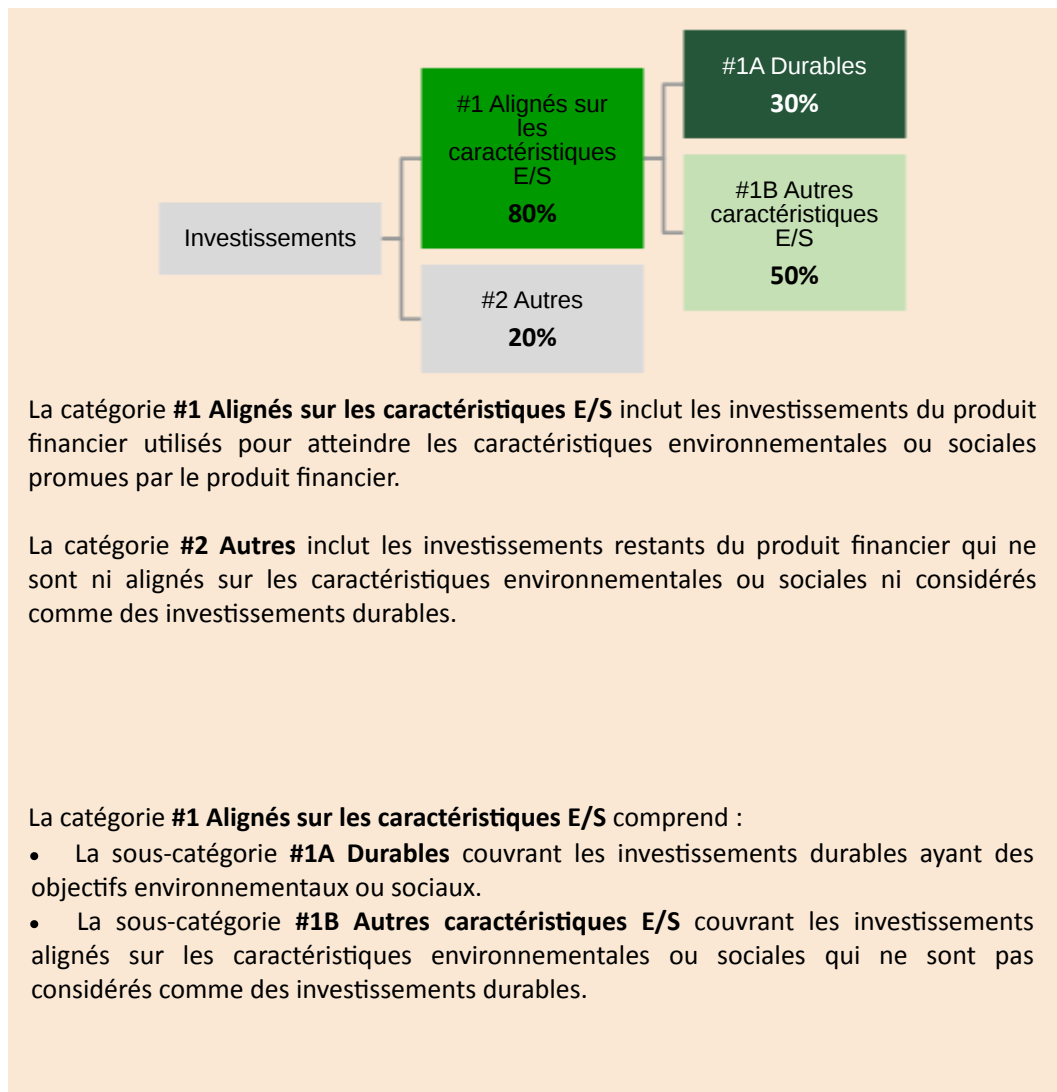 #1A Durables
30%
#1 Alignés sur
les
caractéristiques
E/S
80%
#1B Autres
caractéristiques
E/S
50%
Investissements
#2 Autres
20%
La catégorie #1 Alignés sur les caractéristiques E/S inclut les investissements du produit
financier utilisés pour atteindre les caractéristiques environnementales ou sociales
promues par le produit financier.
La catégorie #2 Autres inclut les investissements restants du produit financier qui ne
sont ni alignés sur les caractéristiques environnementales ou sociales ni considérés
comme des investissements durables.
La catégorie #1 Alignés sur les caractéristiques E/S comprend :
• La sous-catégorie #1A Durables couvrant les investissements durables ayant des
objectifs environnementaux ou sociaux.
• La sous-catégorie #1B Autres caractéristiques E/S couvrant les investissements
alignés sur les caractéristiques environnementales ou sociales qui ne sont pas
considérés comme des investissements durables.